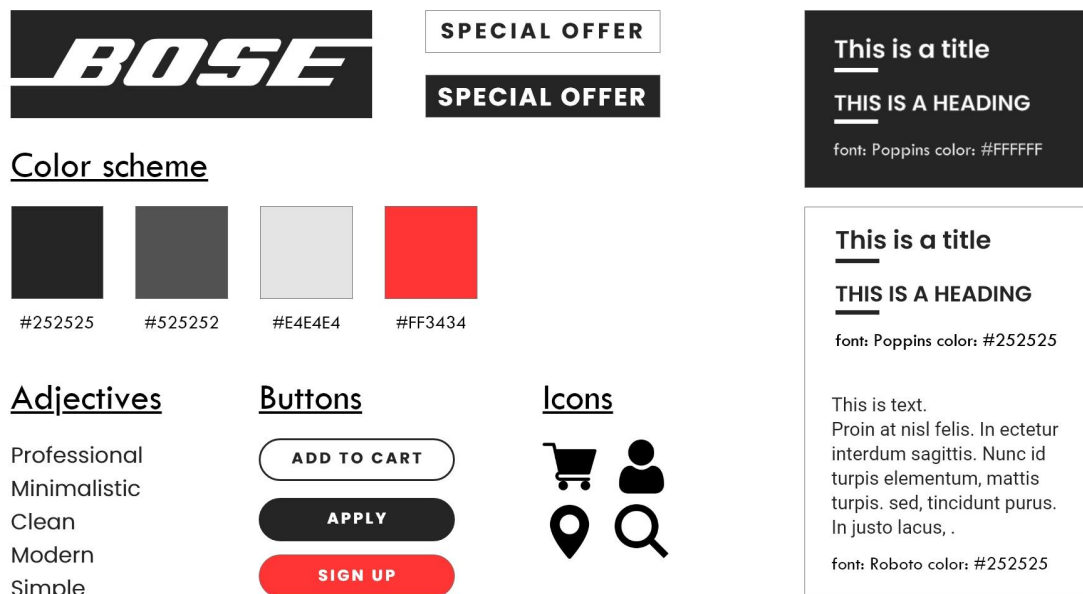 BOSE
SPECIAL OFFER
SPECIAL OFFER
Color scheme
#252525
#525252
#E4E4E4
#FF3434
Adjectives
Professional
Minimalistic
Clean
Modern
Simple
Buttons
ADD TO CART
APPLY
SIGN UP
Icons
This is a title
THIS IS A HEADING
font: Poppins color: #FFFFFF
This is a title
THIS IS A HEADING
font: Poppins color: #252525
This is text.
Proin at nisl felis. In ectetur
interdum sagittis. Nunc id
turpis elementum, mattis
turpis. sed, tincidunt purus.
In justo lacus, .
font: Roboto color: #252525